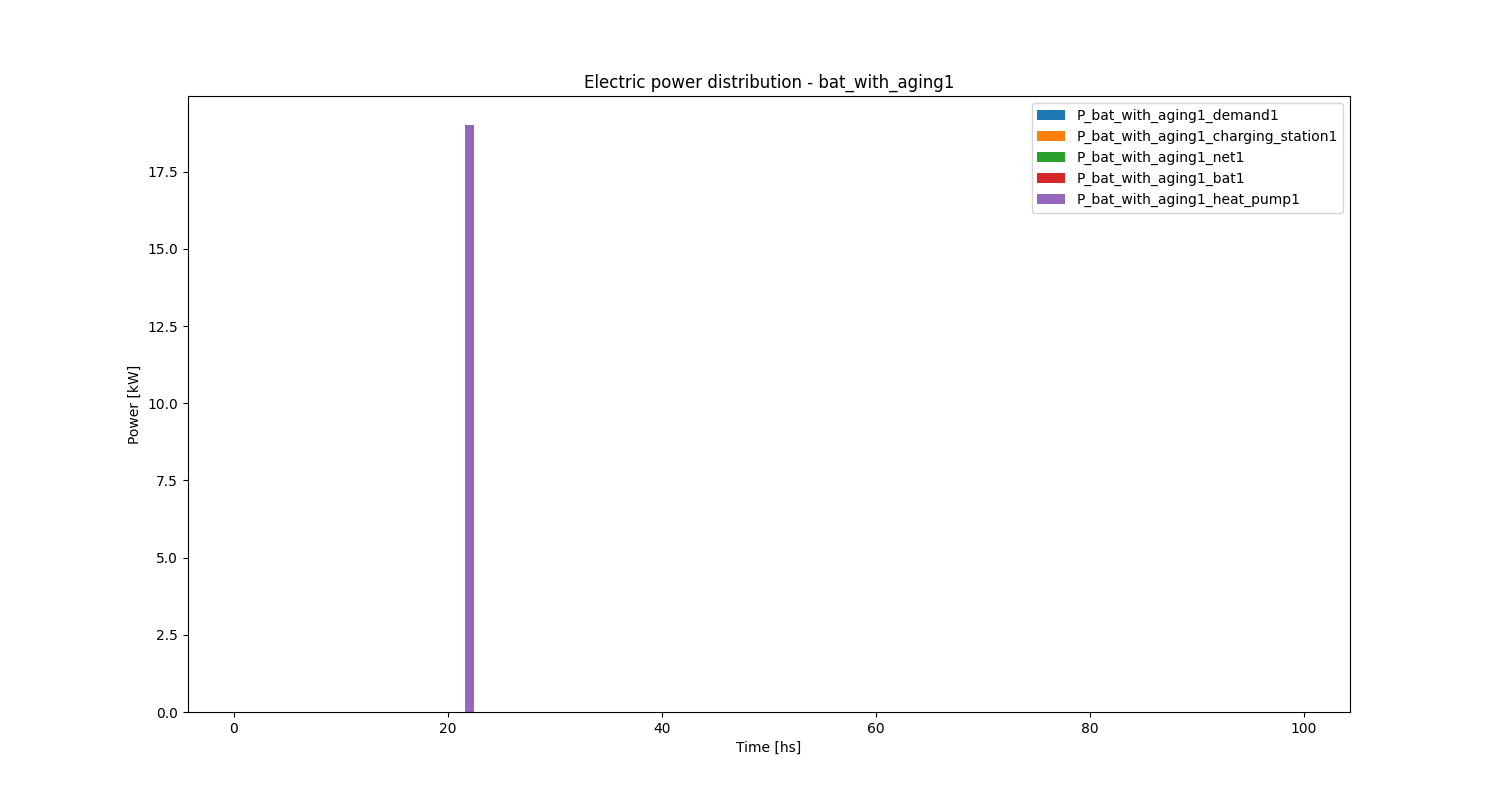 Electric power distribution - bat_with_aging1
P_bat_with_aging1_demand1
P_bat_with_aging1_charging_station1
P_bat_with_aging1_net1
P_bat_with_aging1_bat1
P_bat_with_aging1_heat_pump1
Power [kW]
17.5
15.0
12.5
10.0
7.5
5.0
2.5
0.0
0 20 40 60 80 100
Time [hs]